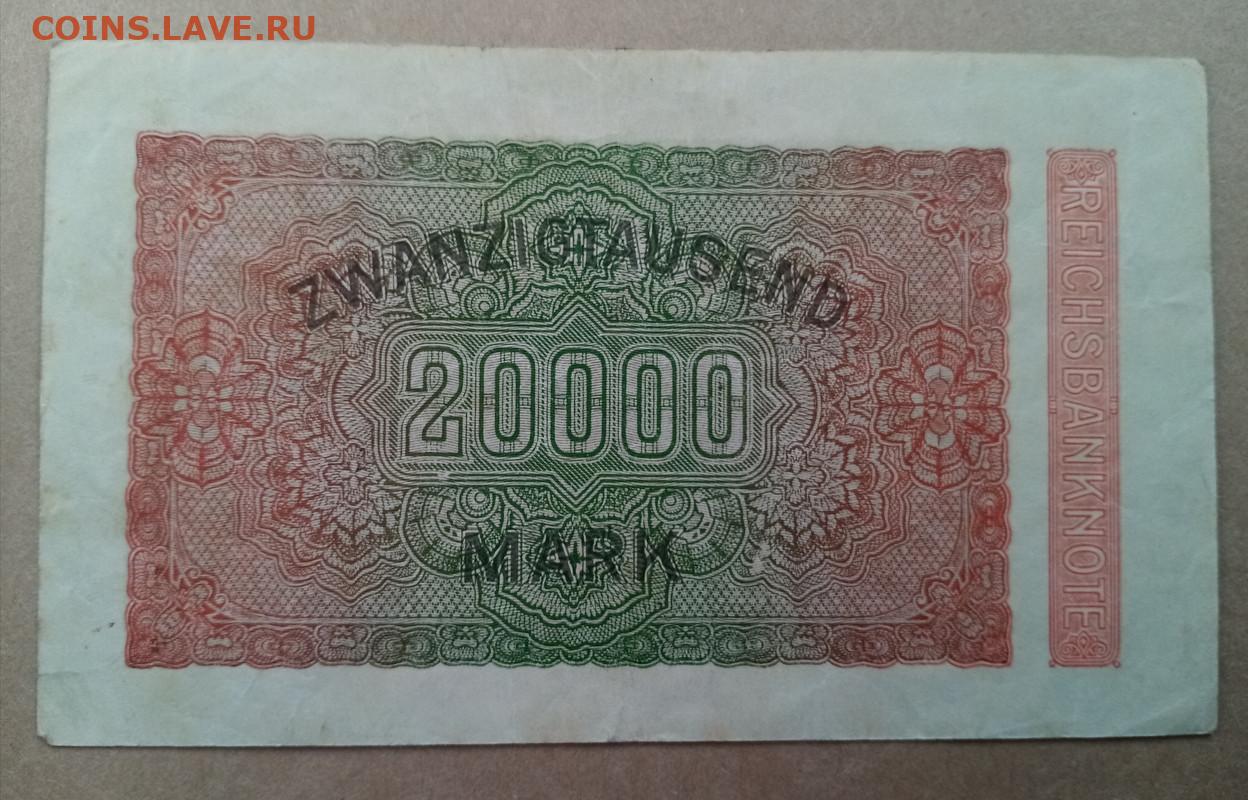 COINS.LAVE.RU
ZWANZIGTAUSEND
20000
MARK
REICHSBANKNOTE